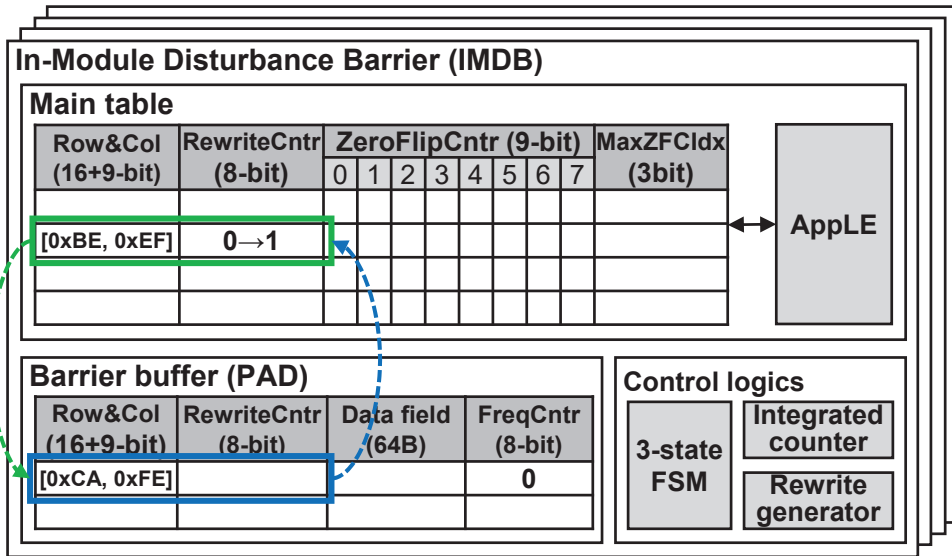 In-Module Disturbance Barrier (IMDB)
Main table
Row&Col RewriteCntr ZeroFlipCntr (9-bit) MaxZFCIdx
(16+9-bit) (8-bit) 0 1 2 3 4 5 6 7 (3bit)
[0xBE, 0xEF] 0→1
AppLE
Barrier buffer (PAD)
Row&Col RewriteCntr Data field FreqCntr
(16+9-bit) (8-bit) (64B) (8-bit)
[0xCA, 0xFE] 0
Control logics
3-state
FSM
Integrated
counter
Rewrite
generator